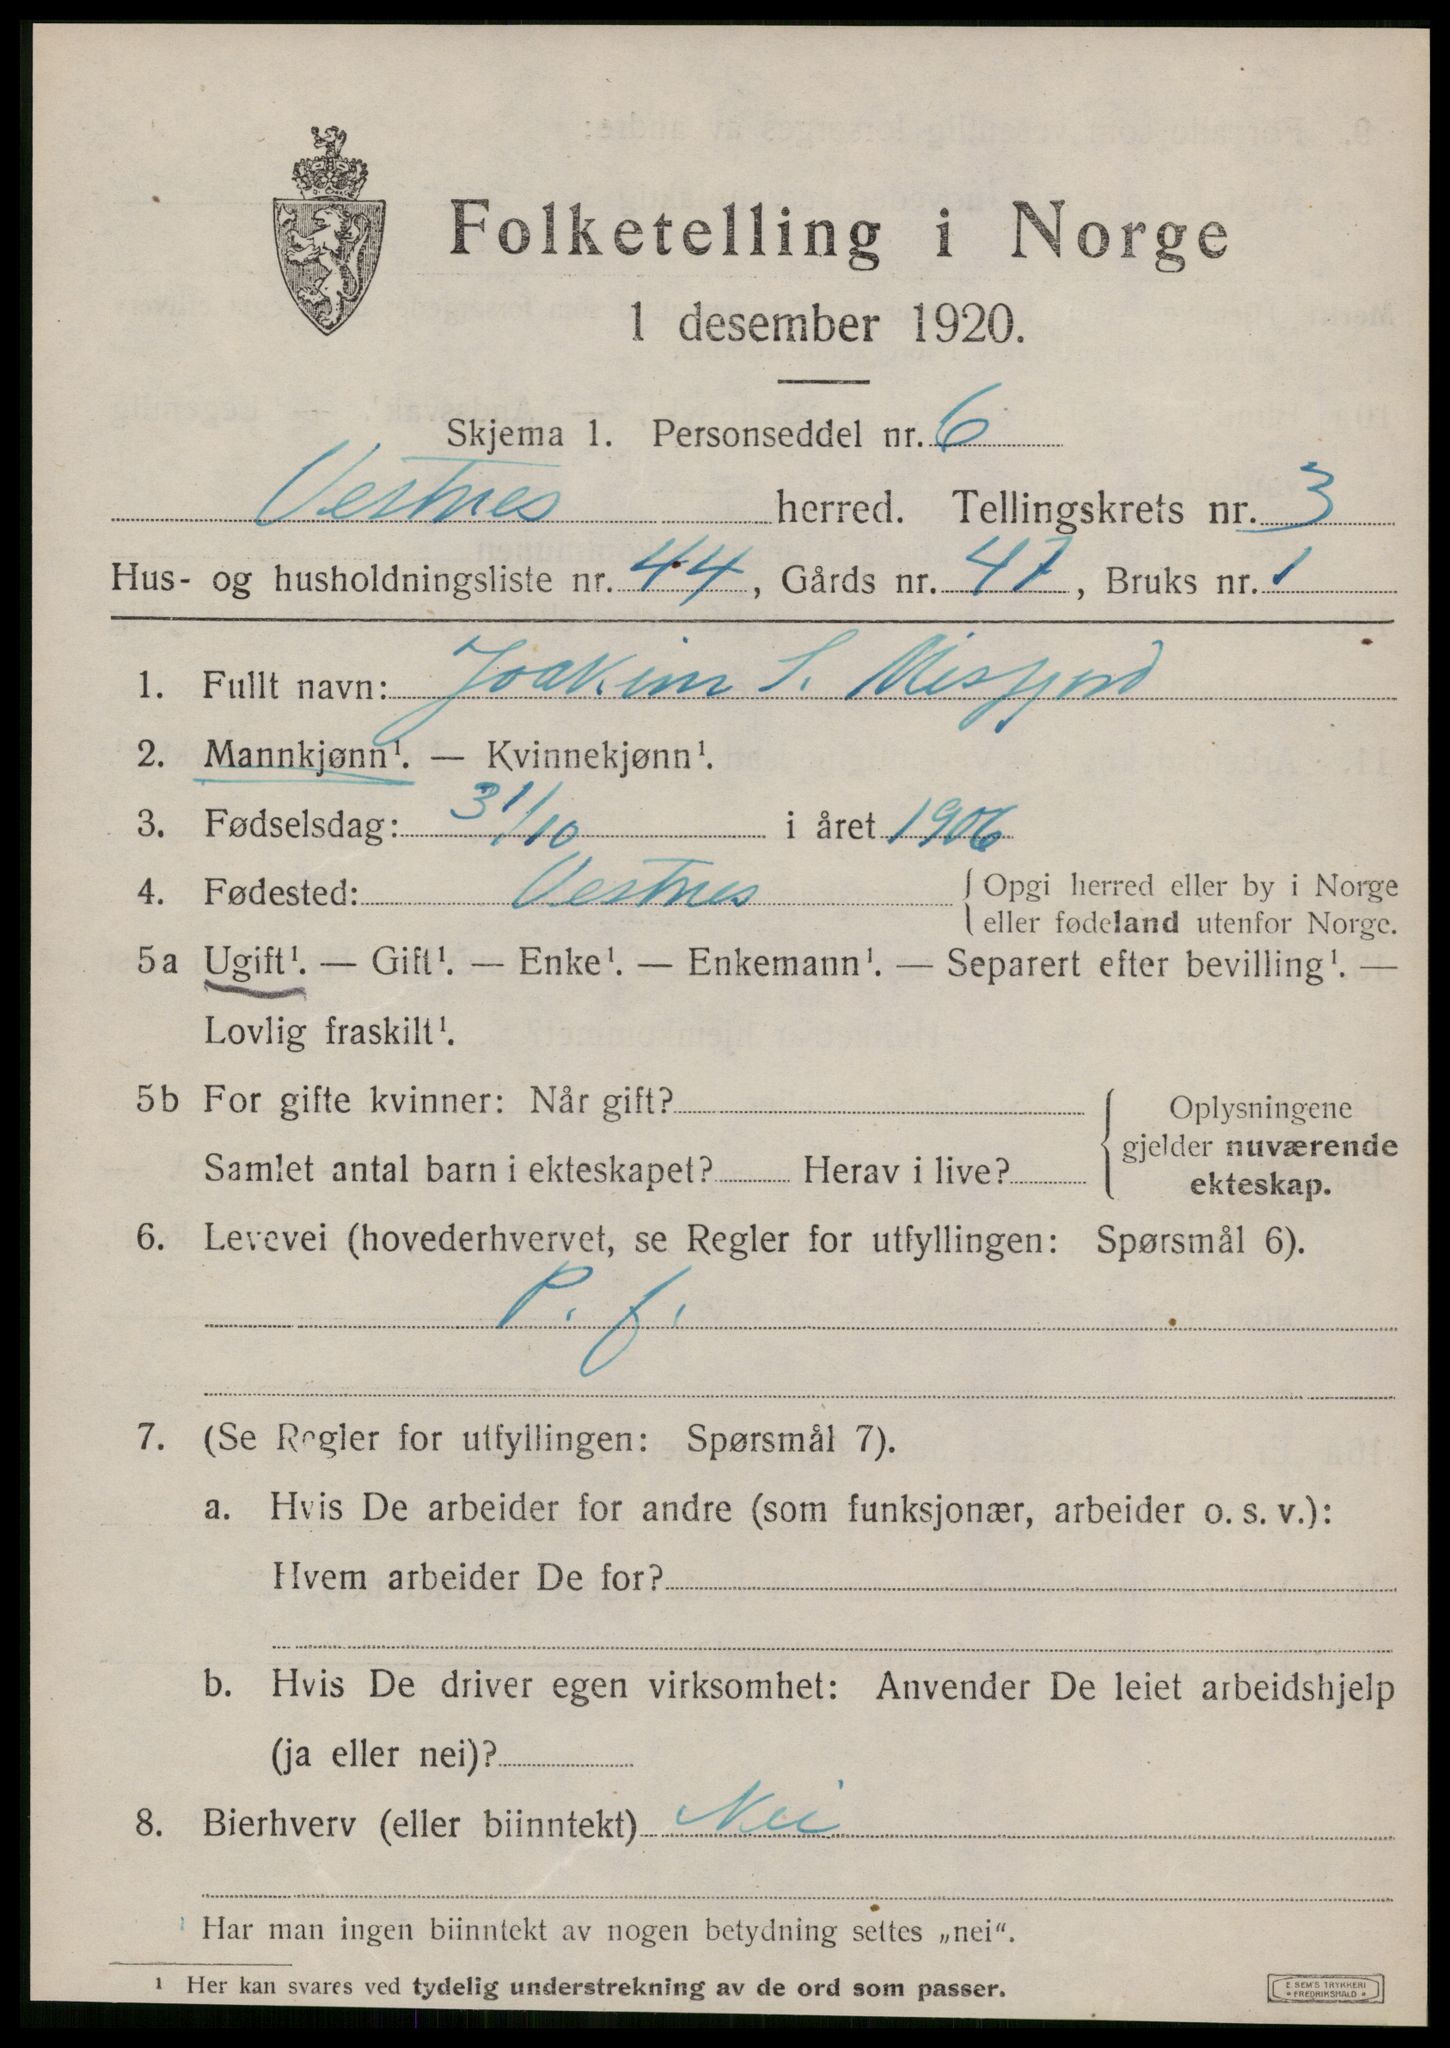 Folketelling i Norge
1 desember 1920.
Skjema 1. Personseddel nr. 6
Vestnes herred. Tellingskrets nr. 3
Hus- og husholdningsliste nr. 44, Gårds nr. 47, Bruks nr. 1
1. Fullt navn: Joakim S. Misfjord
2. Mannkjønn¹. — Kvinnekjønn¹.
3. Fødselsdag: 31/10 i året 1906
4. Fødested: Vestnes { Opgi herred eller by i Norge
eller fødeland utenfor Norge.
5a Ugift¹. — Gift¹. — Enke¹. — Enkemann¹. — Separert efter bevilling¹. —
Lovlig fraskilt¹.
5b For gifte kvinner: Når gift?
Samlet antal barn i ekteskapet? Herav i live?
{ Oplysningene
gjelder nuværende
ekteskap.
6. Levevei (hovederhvervet, se Regler for utfyllingen: Spørsmål 6).
P. f.
7. (Se Regler for utfyllingen: Spørsmål 7).
a. Hvis De arbeider for andre (som funksjonær, arbeider o. s. v.):
Hvem arbeider De for?
b. Hvis De driver egen virksomhet: Anvender De leiet arbeidshjelp
(ja eller nei)?
8. Bierhverv (eller biinntekt) Nei
Har man ingen biinntekt av nogen betydning settes „nei“.
¹ Her kan svares ved tydelig understrekning av de ord som passer.
E. SEM'S TRYKKERI
* FREDRIKSHALD *